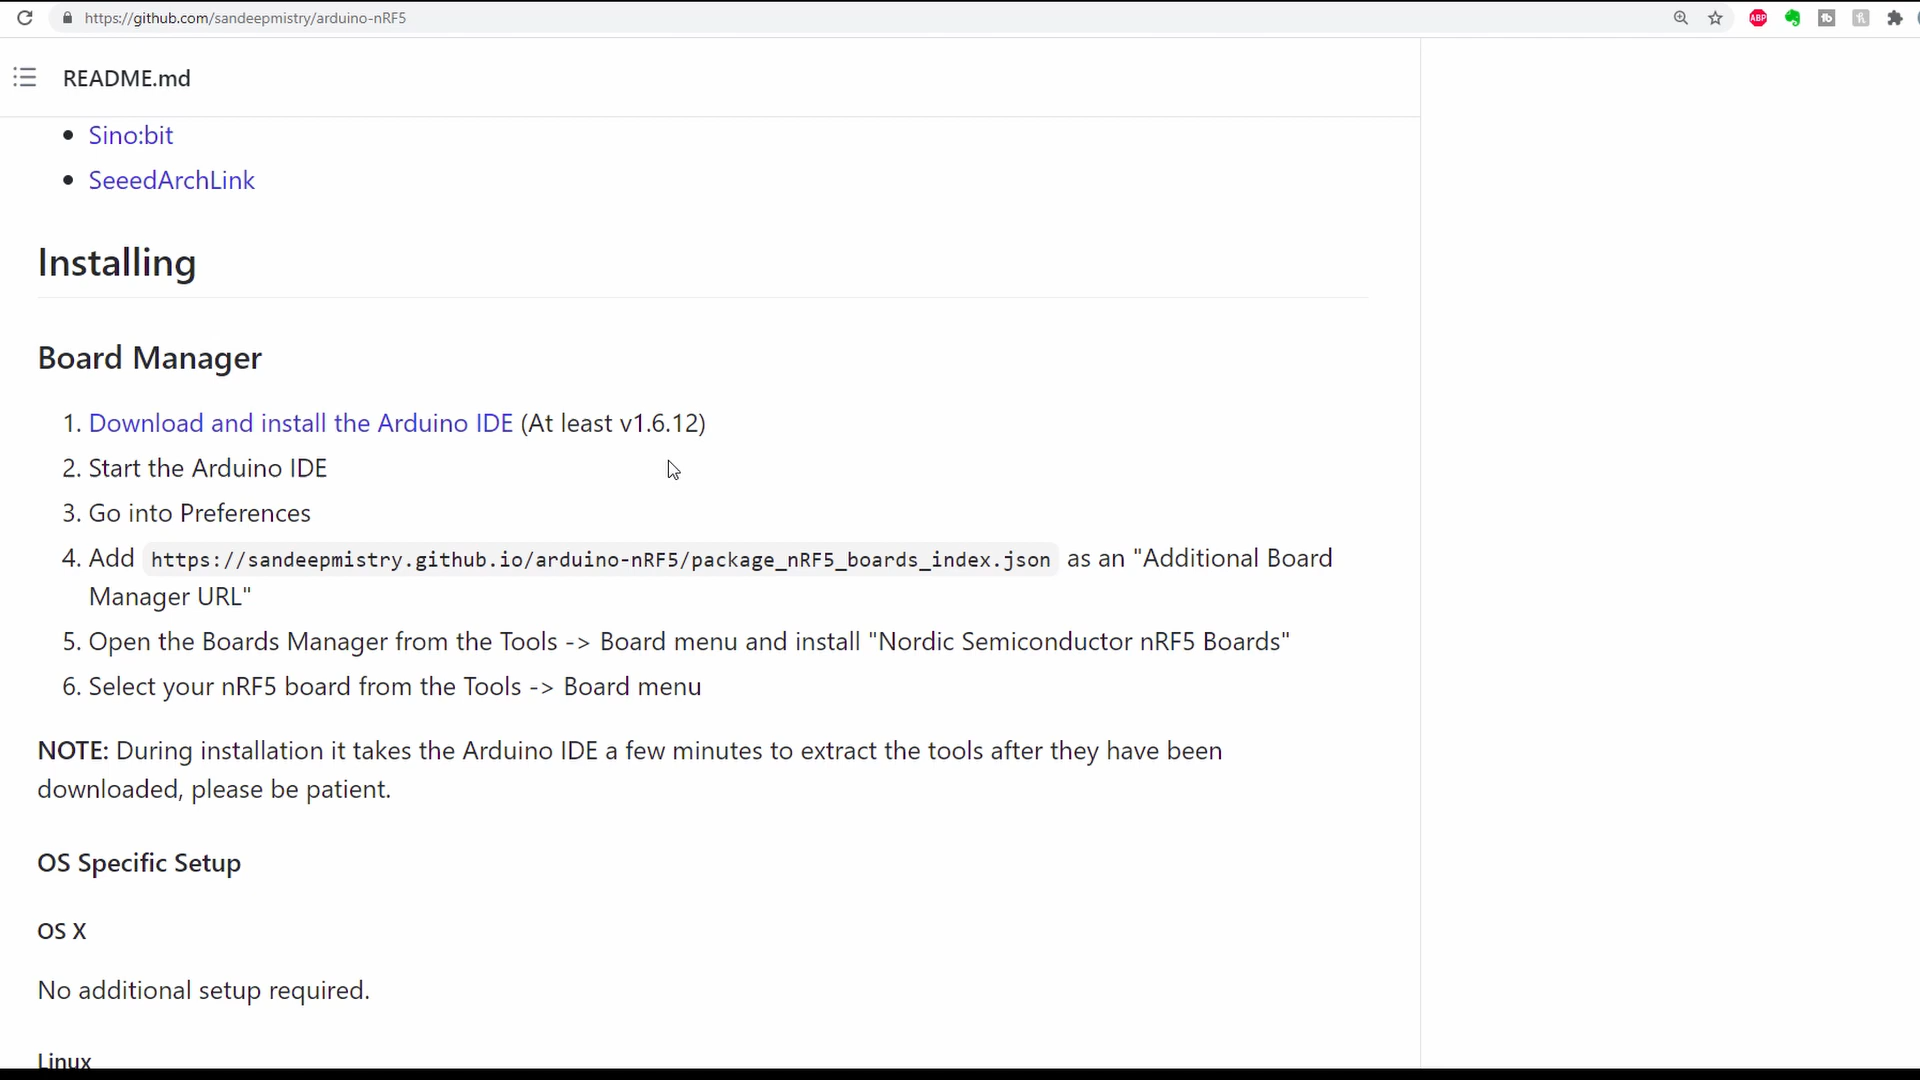 https://github.com/sandeepmistry/arduino-nRF5
ABP
README.md
Sino:bit
SeeedArchLink
Installing
Board Manager
1. Download and install the Arduino IDE (At least v1.6.12)
2. Start the Arduino IDE
3. Go into Preferences
4. Add https://sandeepmistry.github.io/arduino-nRF5/package_nRF5_boards_index.json as an "Additional Board
Manager URL"
5. Open the Boards Manager from the Tools -> Board menu and install "Nordic Semiconductor nRF5 Boards"
6. Select your nRF5 board from the Tools -> Board menu
NOTE: During installation it takes the Arduino IDE a few minutes to extract the tools after they have been
downloaded, please be patient.
OS Specific Setup
OS X
No additional setup required.
Linux